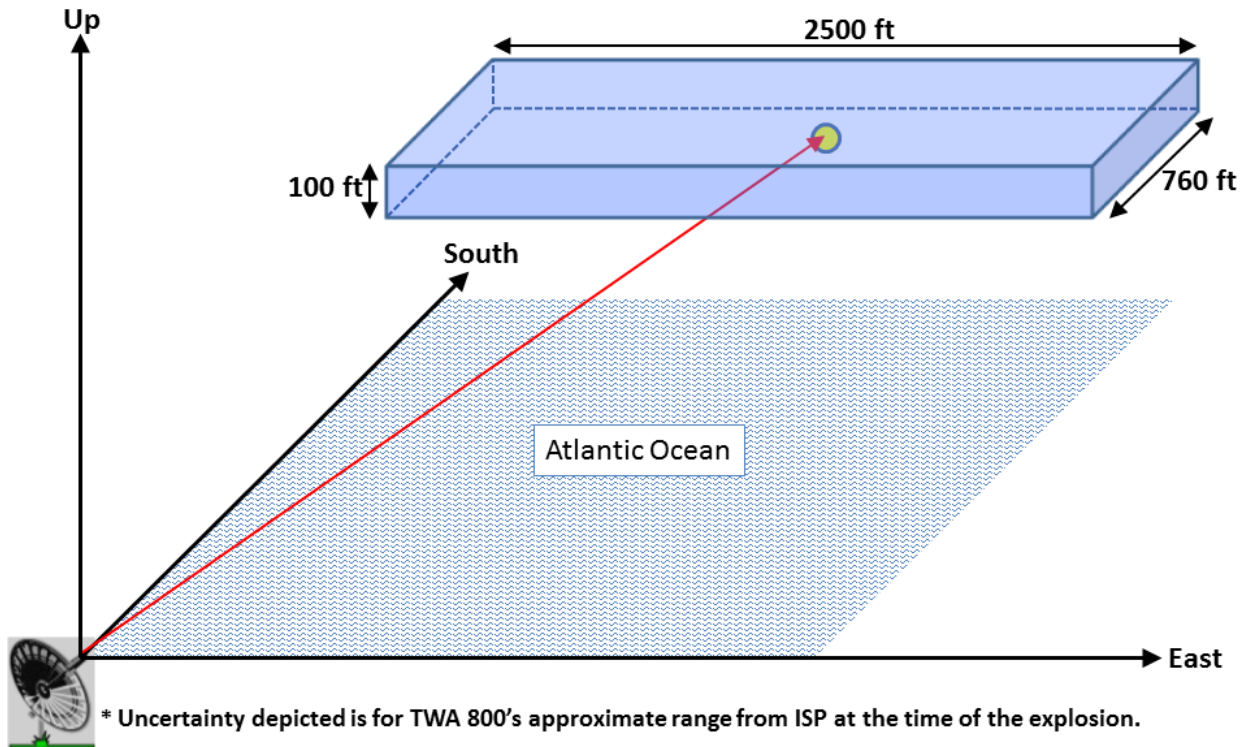 Up
2500 ft
100 ft
760 ft
South
Atlantic Ocean
East
* Uncertainty depicted is for TWA 800's approximate range from ISP at the time of the explosion.